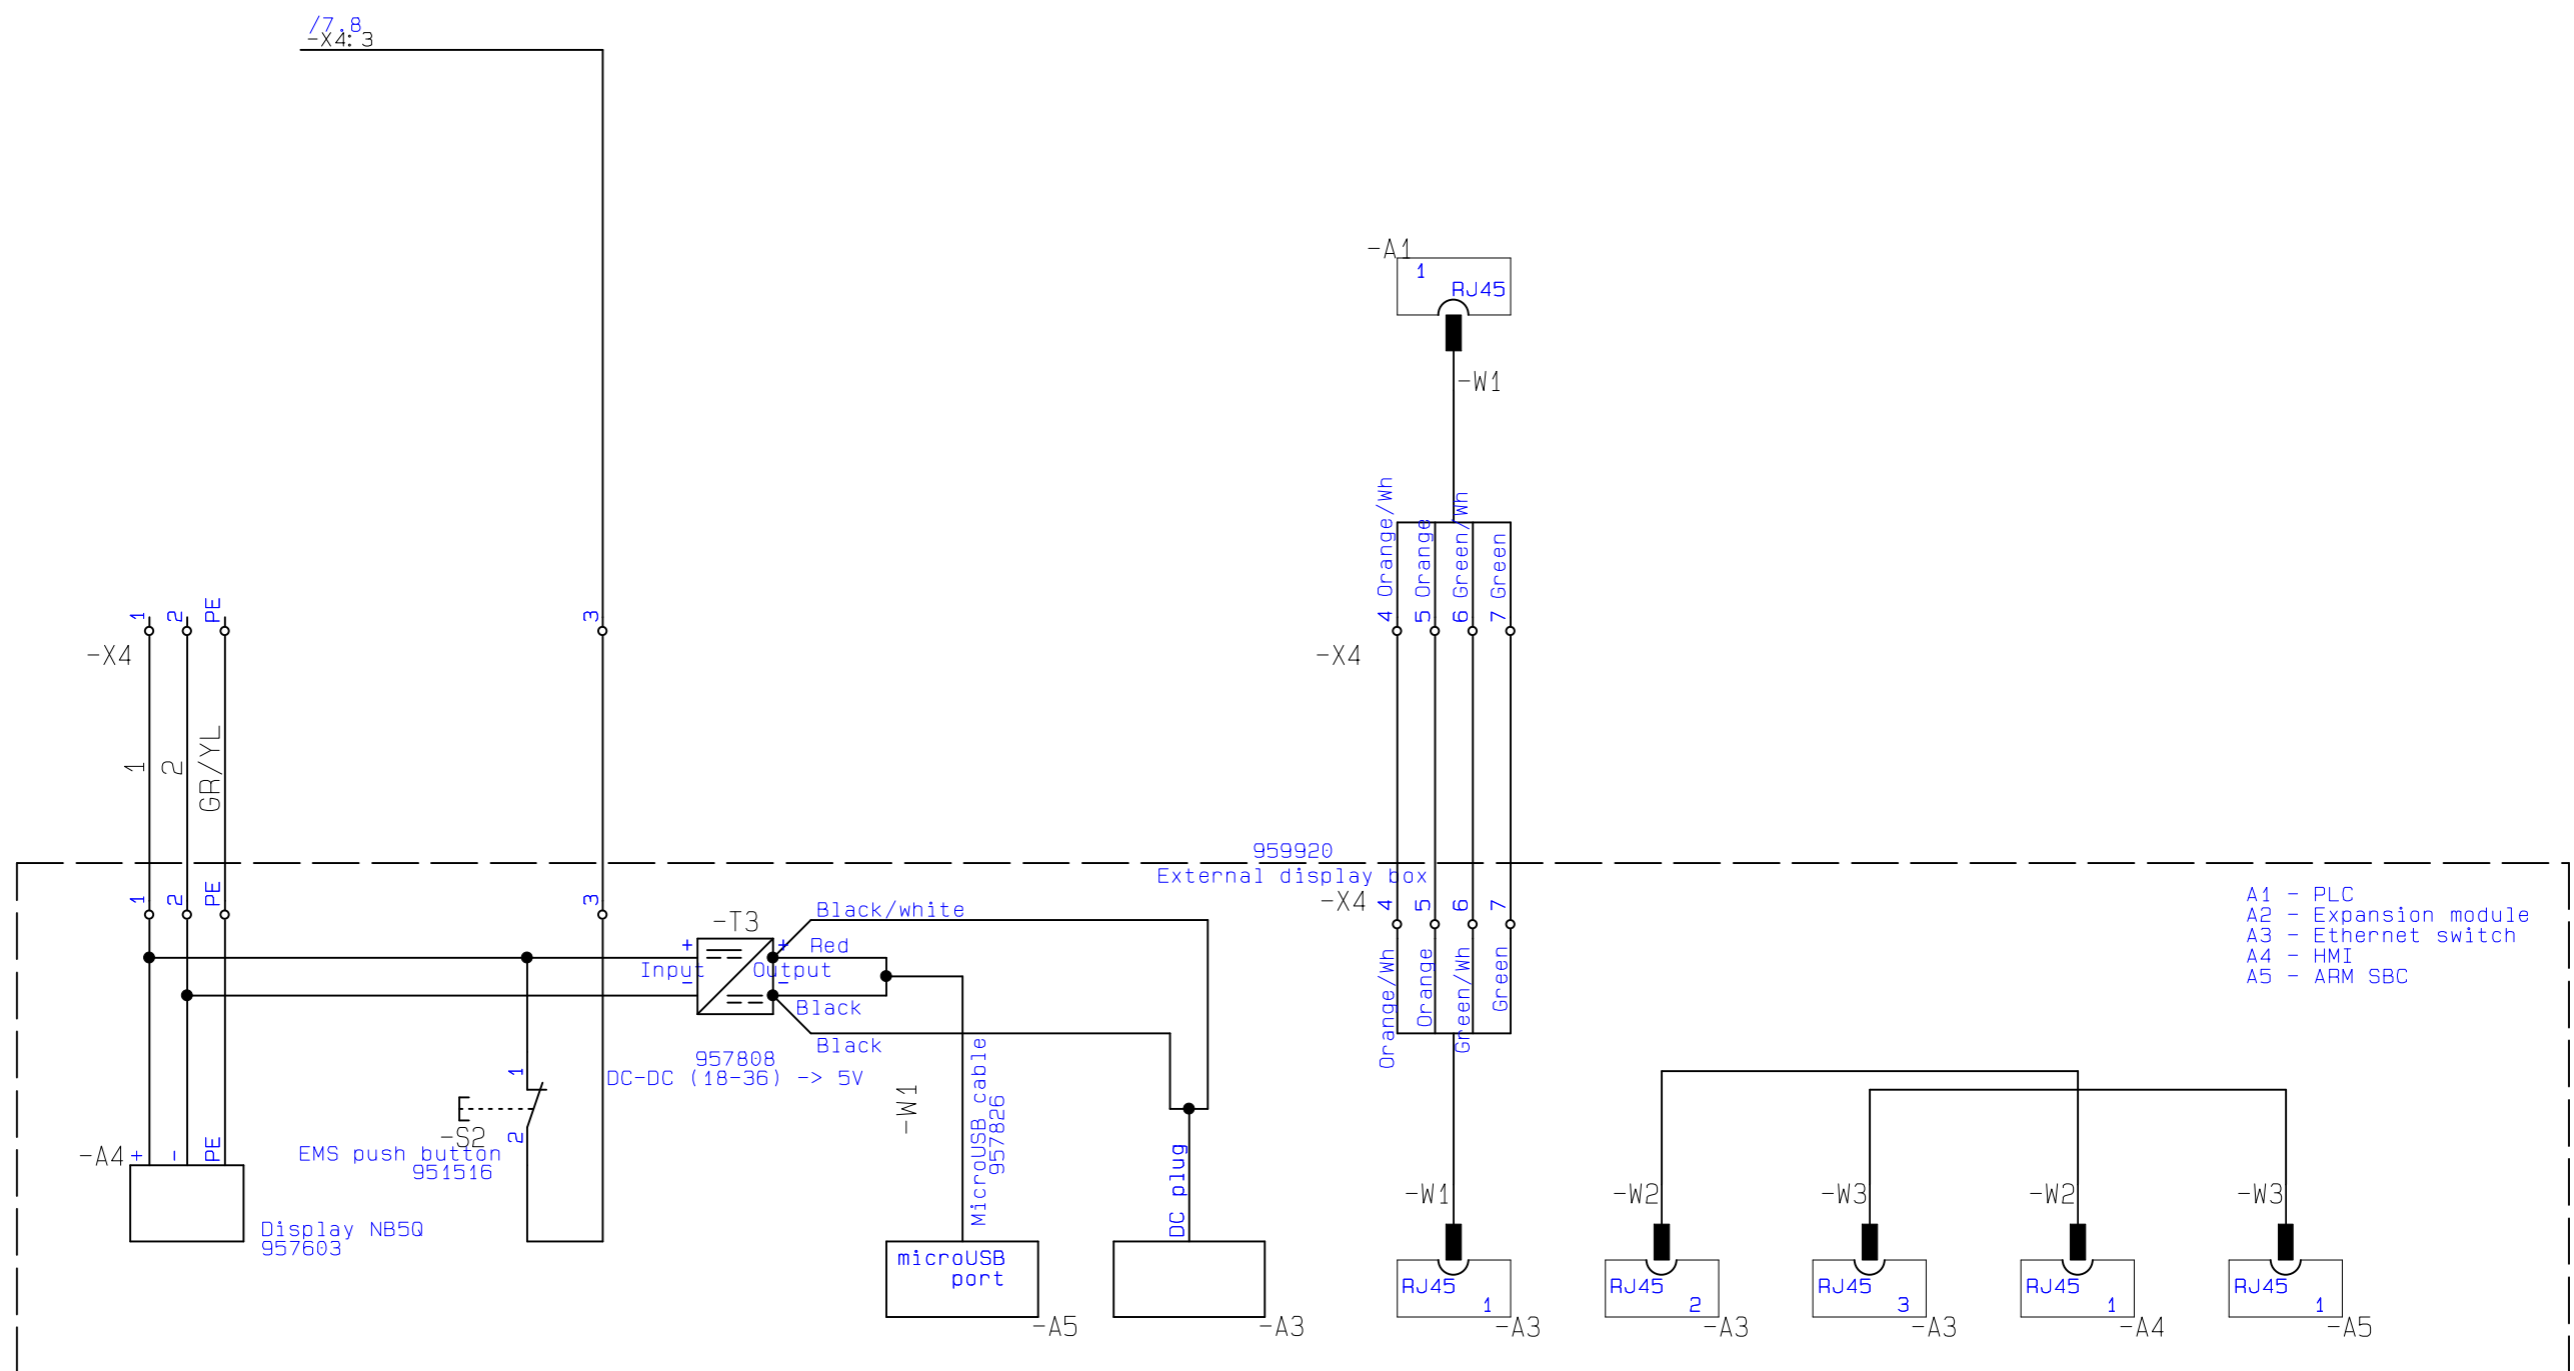 /7.8
-X4:3
-A1
1
RJ45
-W1
Orange/Wh
Orange
Green/Wh
Green
1
2
PE
3
4
5
6
7
-X4
-X4
1
2
GR/YL
959920
External display box
1
2
PE
3
-X4
4
5
6
7
A1 - PLC
A2 - Expansion module
A3 - Ethernet switch
A4 - HMI
A5 - ARM SBC
-T3
Black/white
+
+
Red
Input
Output
-
-
Black
Black
Orange/Wh
Orange
Green/Wh
Green
957808
DC-DC (18-36) -> 5V
1
-S2
2
EMS push button
951516
-W1
MicroUSB cable
957826
DC plug
-A4
+
-
PE
Display NB5Q
957603
microUSB
port
-A5
-A3
-W1
-W2
-W3
-W2
-W3
RJ45
1
-A3
RJ45
2
-A3
RJ45
3
-A3
RJ45
1
-A4
RJ45
1
-A5